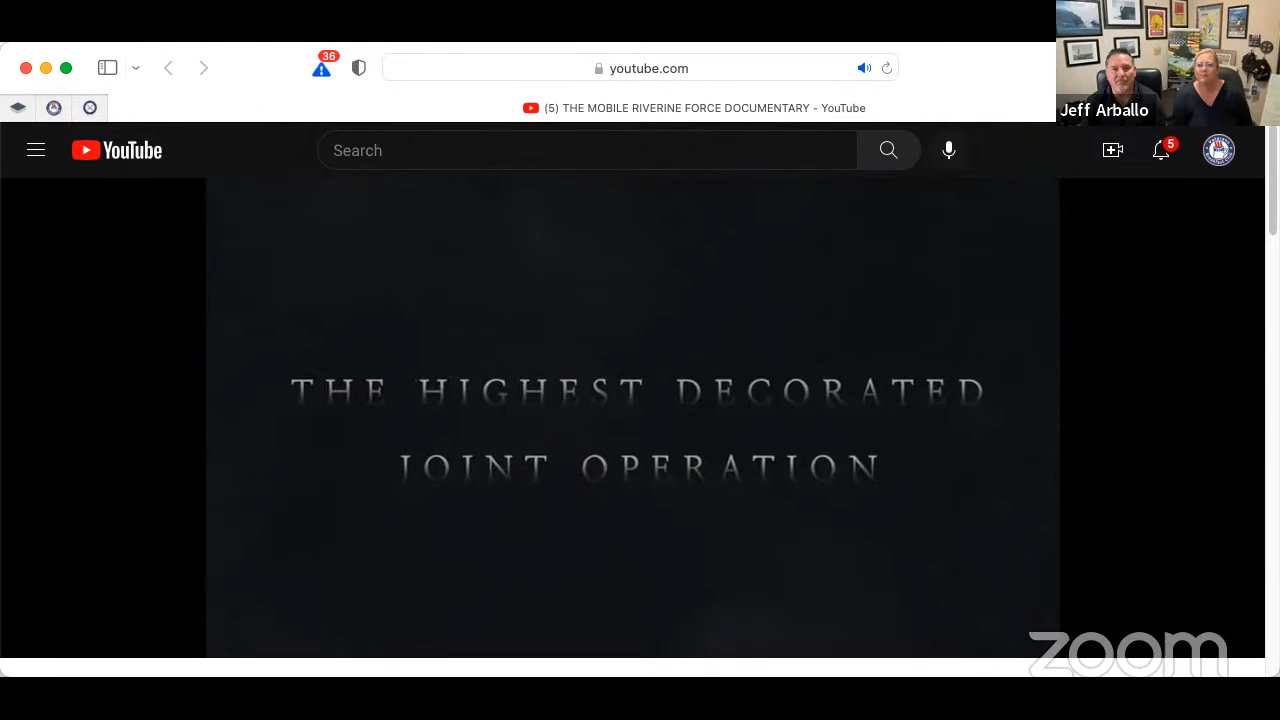 36
youtube.com
(5) THE MOBILE RIVERINE FORCE DOCUMENTARY - YouTube
Jeff Arballo
YouTube
Search
5
THE HIGHEST DECORATED
JOINT OPERATION
zoom